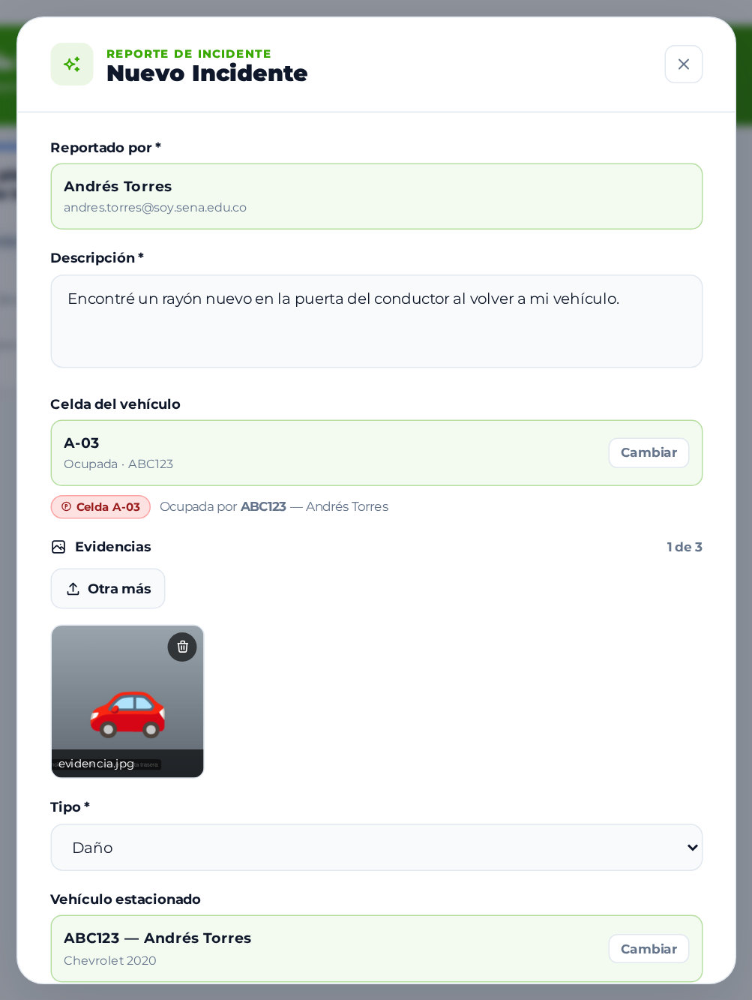 REPORTE DE INCIDENTE
Nuevo Incidente
Reportado por *
Andrés Torres
andres.torres@soy.sena.edu.co
Descripción *
Encontré un rayón nuevo en la puerta del conductor al volver a mi vehículo.
Celda del vehículo
A-03
Ocupada · ABC123
Cambiar
Celda A-03
Ocupada por ABC123 — Andrés Torres
Evidencias
1 de 3
Otra más
evidencia.jpg
trasera
Tipo *
Daño
Vehículo estacionado
ABC123 — Andrés Torres
Chevrolet 2020
Cambiar